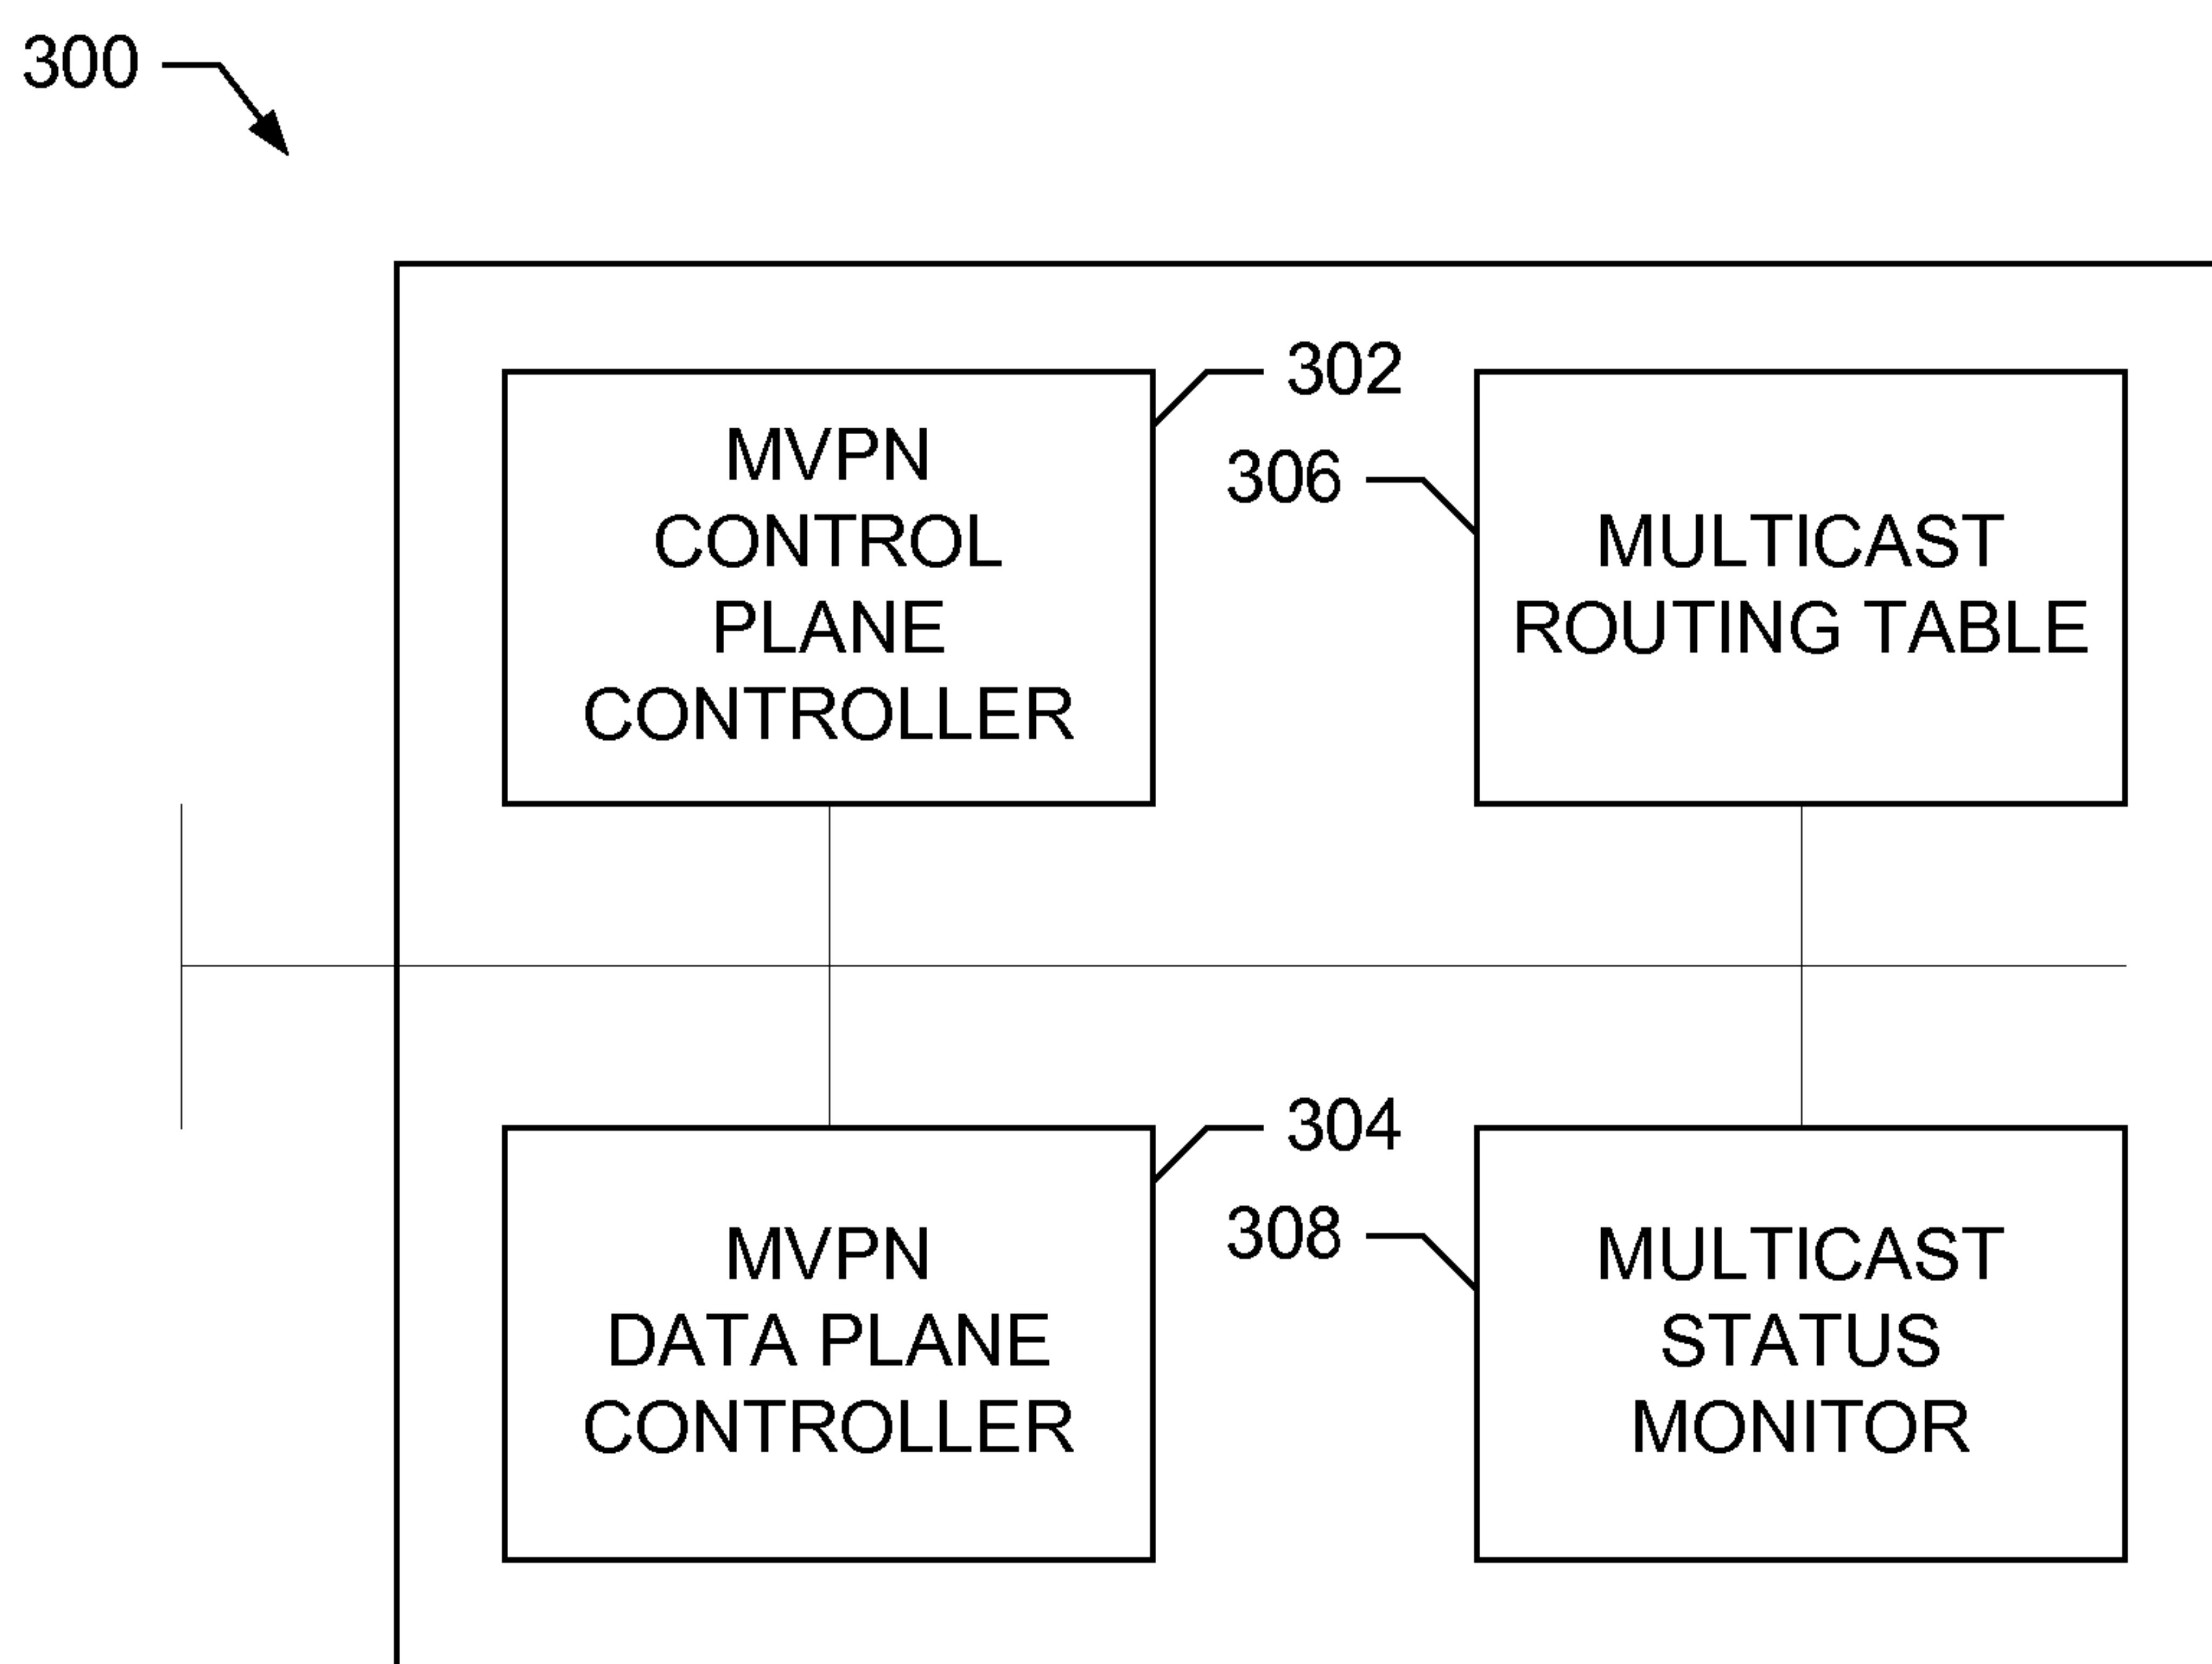 300
302
MVPN
CONTROL
PLANE
CONTROLLER
306
MULTICAST
ROUTING TABLE
304
MVPN
DATA PLANE
CONTROLLER
308
MULTICAST
STATUS
MONITOR